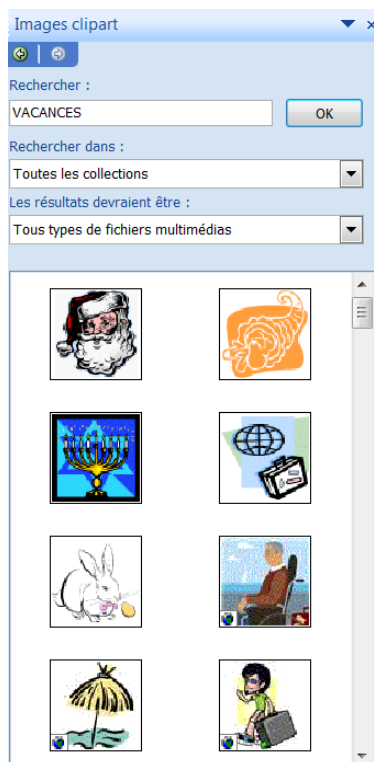 Images clipart
Rechercher :
VACANCES
OK
Rechercher dans :
Toutes les collections
Les résultats devraient être :
Tous types de fichiers multimédias